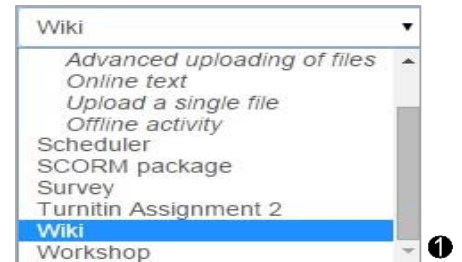 Wiki
Advanced uploading of files
Online text
Upload a single file
Offline activity
Scheduler
SCORM package
Survey
Turnitin Assignment 2
Wiki
Workshop
1